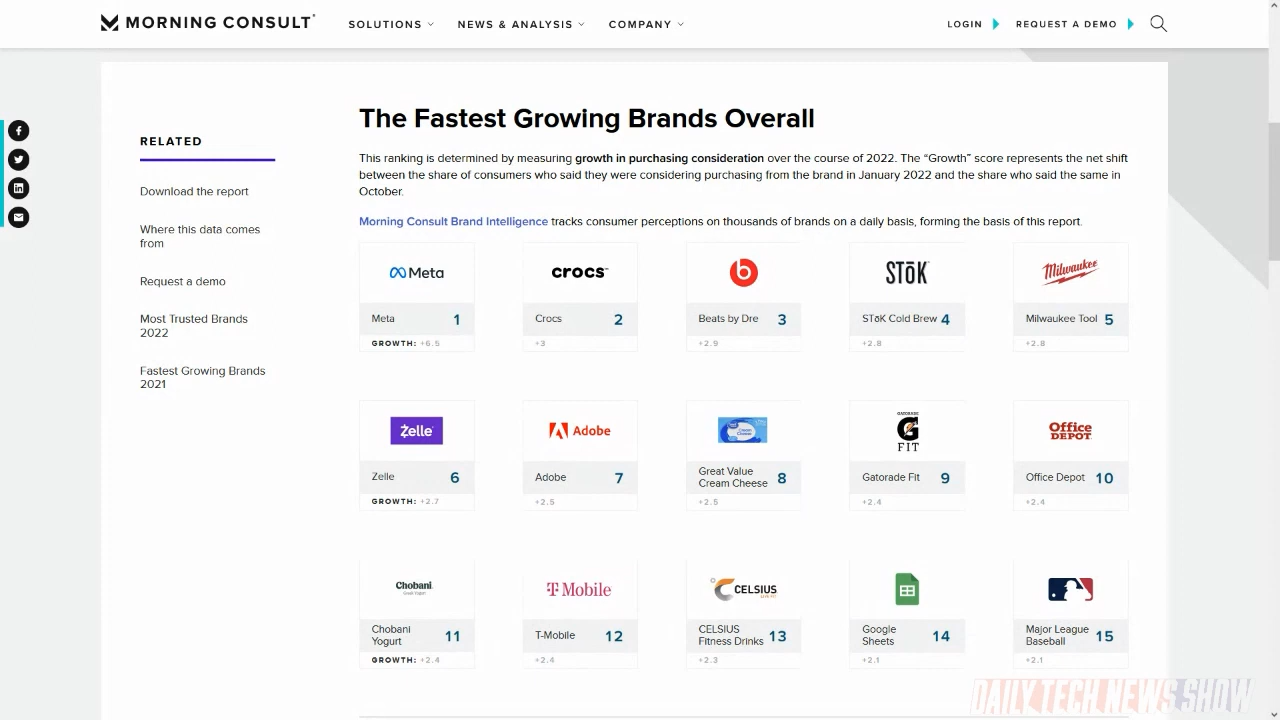 MORNING CONSULT
SOLUTIONS
NEWS & ANALYSIS
COMPANY
LOGIN
REQUEST A DEMO
RELATED
Download the report
Where this data comes
from
Request a demo
Most Trusted Brands
2022
Fastest Growing Brands
2021
The Fastest Growing Brands Overall
This ranking is determined by measuring growth in purchasing consideration over the course of 2022. The “Growth” score represents the net shift
between the share of consumers who said they were considering purchasing from the brand in January 2022 and the share who said the same in
October.
Morning Consult Brand Intelligence tracks consumer perceptions on thousands of brands on a daily basis, forming the basis of this report.
Meta
crocs
b
STōK
Milwaukee
Meta 1
Crocs 2
Beats by Dre 3
SToK Cold Brew 4
Milwaukee Tool 5
GROWTH: +6.5
+3
+2.9
+2.8
+2.8
Zelle
Adobe
Cream Cheese
GATORADE
G
FIT
Office
DEPOT
Zelle 6
Adobe 7
Great Value
Cream Cheese 8
Gatorade Fit 9
Office Depot 10
GROWTH: +2.7
+2.5
+2.5
+2.4
+2.4
Chobani
Greek Yogurt
T Mobile
CELSIUS
Chobani
Yogurt 11
T-Mobile 12
CELSIUS
Fitness Drinks 13
Google
Sheets 14
Major League
Baseball 15
GROWTH: +2.4
+2.4
+2.3
+2.1
+2.1
DAILY TECH NEWS SHOW